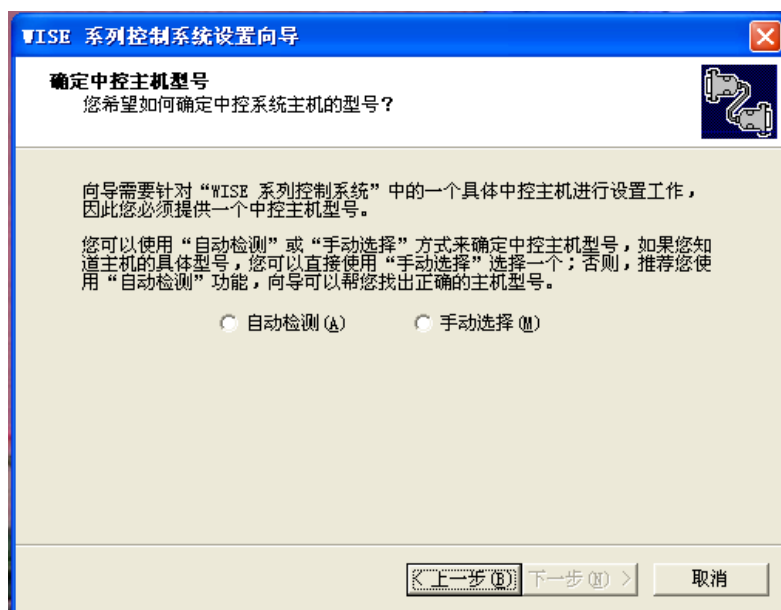 WISE 系列控制系统设置向导
确定中控主机型号
您希望如何确定中控系统主机的型号?
向导需要针对“WISE 系列控制系统”中的一个具体中控主机进行设置工作,
因此您必须提供一个中控主机型号。
您可以使用“自动检测”或“手动选择”方式来确定中控主机型号,如果您知
道主机的具体型号,您可以直接使用“手动选择”选择一个;否则,推荐您使
用“自动检测”功能,向导可以帮您找出正确的主机型号。
自动检测(A) 手动选择(M)
< 上一步(B) 下一步(N) > 取消